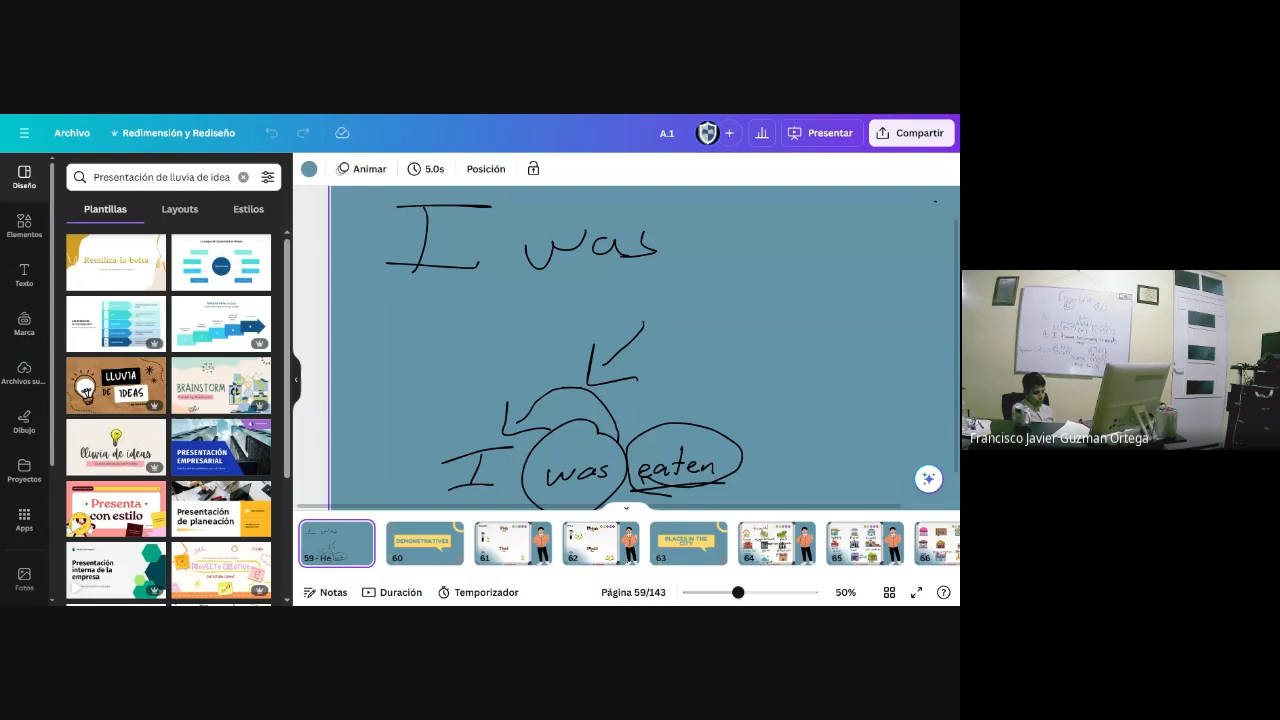 Archivo
Redimensión y Rediseño
A.1
Presentar
Compartir
Diseño
Elementos
Texto
Marca
Archivos su...
Dibujo
Proyectos
Apps
Fotos
Presentación de lluvia de idea
Plantillas
Layouts
Estilos
Reutiliza-la-bolsa
LLUVIA
DE IDEAS
BRAINSTORM
lluvia de ideas
PRESENTACIÓN
EMPRESARIAL
Presenta
con estilo
Presentación
de planeación
Presentación
interna de la
empresa
PROYECTO CREATIVO
Animar
5.0s
Posición
I was
I was eaten
59 - He
60
DEMONSTRATIVES
61
62
63
PLACES IN THE
CITY
64
65
66
Notas
Duración
Temporizador
Página 59/143
50%
Francisco Javier Guzman Ortega